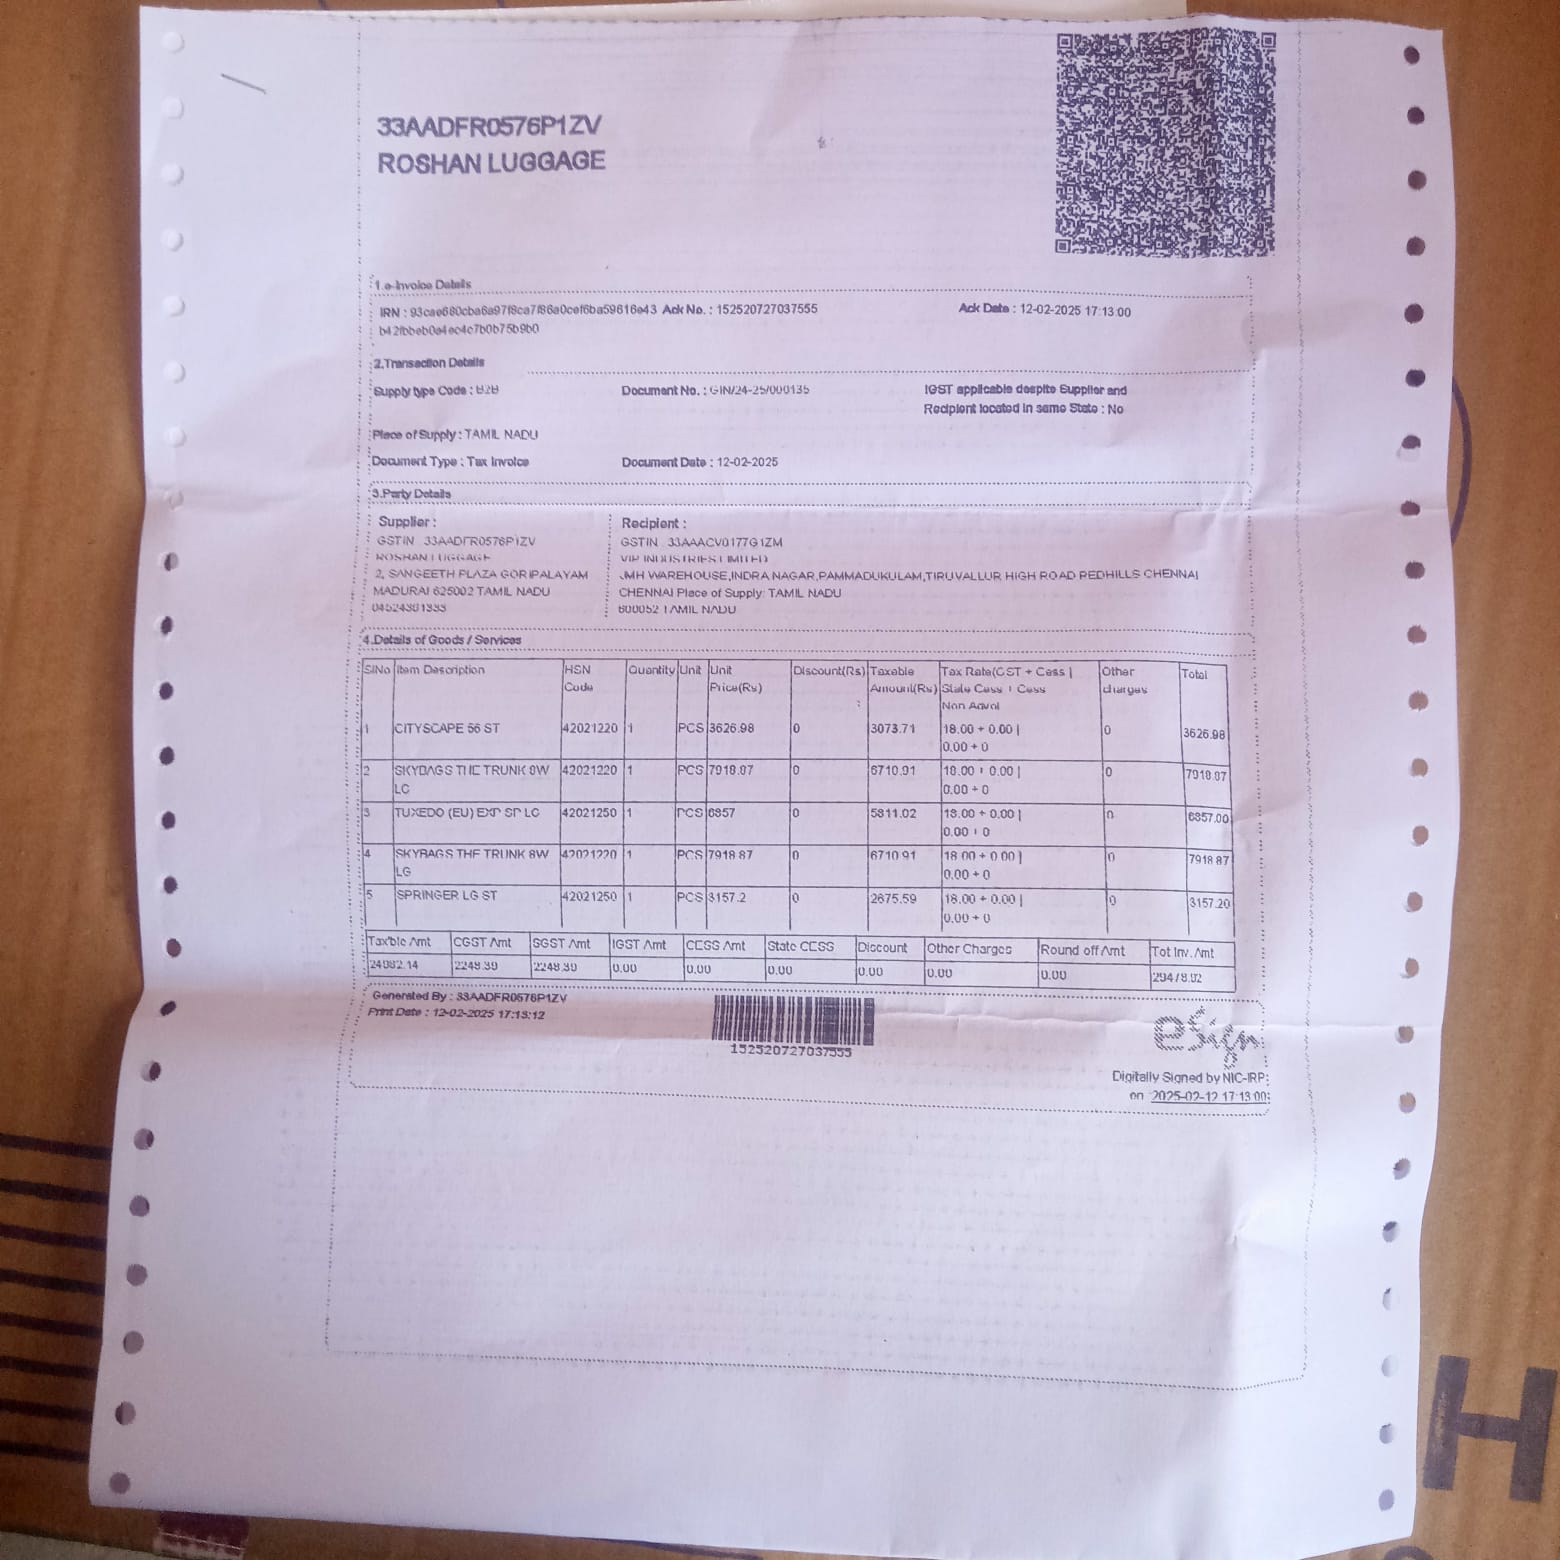 33AADFR0576P1ZV
ROSHAN LUGGAGE
1.e-Invoice Details
IRN : 93cae680cba6a97f8ca7f86a0cef6ba59616e43 Ack No. : 152520727037555 Ack Date : 12-02-2025 17:13:00
2.Transaction Details
Supply type Code : B2B Document No. : GIN/24-25/000135 IGST applicable despite Supplier and
Recipient located in same State : No
Place of Supply : TAMIL NADU
Document Type : Tax Invoice Document Date : 12-02-2025
3.Party Details
Supplier : Recipient :
GSTIN 33AADFR0576P1ZV GSTIN 33AAACV0177G1ZM
ROSHAN LUGGAGE VIP INDUSTRIES LIMITED
2, SANGEETH PLAZA GORIPALAYAM JMH WAREHOUSE,INDRA NAGAR,PAMMADUKULAM,TIRUVALLUR HIGH ROAD REDHILLS CHENNAI
MADURAI 625002 TAMIL NADU CHENNAI Place of Supply: TAMIL NADU
600052 TAMIL NADU
4.Details of Goods / Services
SlNo Item Description HSN Quantity Unit Unit Discount(Rs) Taxable Tax Rate(GST + Cess | Other Total
Code Price(Rs) Amount(Rs) State Cess + Cess charges
Non Advol
1 CITYSCAPE 56 ST 42021220 1 PCS 3626.98 0 3073.71 18.00 + 0.00 | 0 3626.98
0.00 + 0
2 SKYBAGS THE TRUNK 8W 42021220 1 PCS 7918.87 0 6710.91 18.00 + 0.00 | 0 7918.87
LG 0.00 + 0
3 TUXEDO (EU) EXP SP LG 42021250 1 PCS 6857 0 5811.02 18.00 + 0.00 | 0 6857.00
0.00 + 0
4 SKYBAGS THE TRUNK 8W 42021220 1 PCS 7918.87 0 6710.91 18.00 + 0.00 | 0 7918.87
LG 0.00 + 0
5 SPRINGER LG ST 42021250 1 PCS 3157.2 0 2675.59 18.00 + 0.00 | 0 3157.20
0.00 + 0
Tax'ble Amt CGST Amt SGST Amt IGST Amt CESS Amt State CESS Discount Other Charges Round off Amt Tot Inv. Amt
24982.14 2248.39 2248.39 0.00 0.00 0.00 0.00 0.00 0.00 29478.92
Generated By : 33AADFR0576P1ZV
Print Date : 12-02-2025 17:13:12
152520727037555
eSign
Digitally Signed by NIC-IRP
on 2025-02-12 17:13:00
H